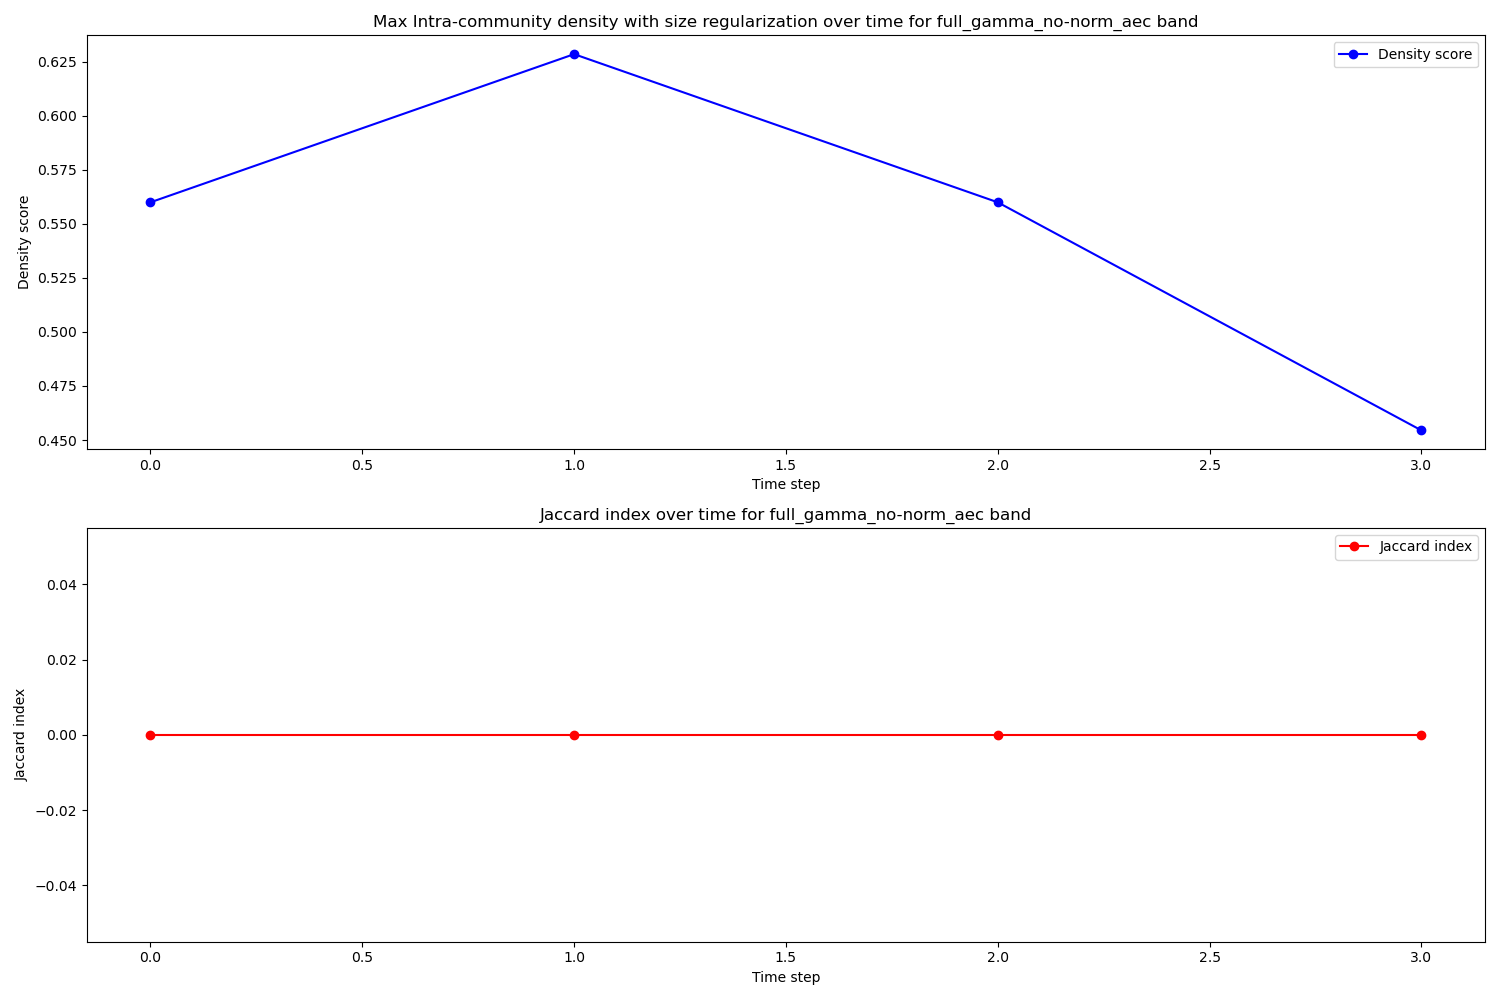 Max Intra-community density with size regularization over time for full_gamma_no-norm_aec band
Density score
0.625
0.600
0.575
0.550
0.525
0.500
0.475
0.450
Density score
0.0 0.5 1.0 1.5 2.0 2.5 3.0
Time step
Jaccard index over time for full_gamma_no-norm_aec band
Jaccard index
0.04
0.02
0.00
−0.02
−0.04
Jaccard index
0.0 0.5 1.0 1.5 2.0 2.5 3.0
Time step